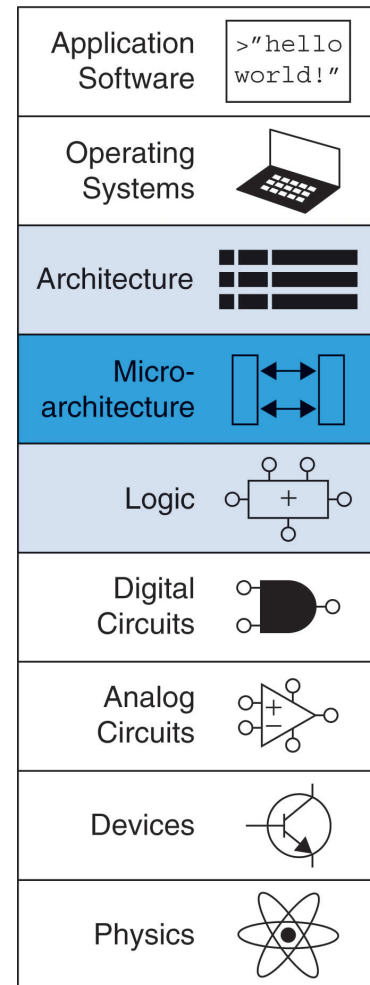 Application
Software
>"hello
world!"
Operating
Systems
Architecture
Micro-
architecture
Logic
+
Digital
Circuits
Analog
Circuits
+
−
Devices
Physics